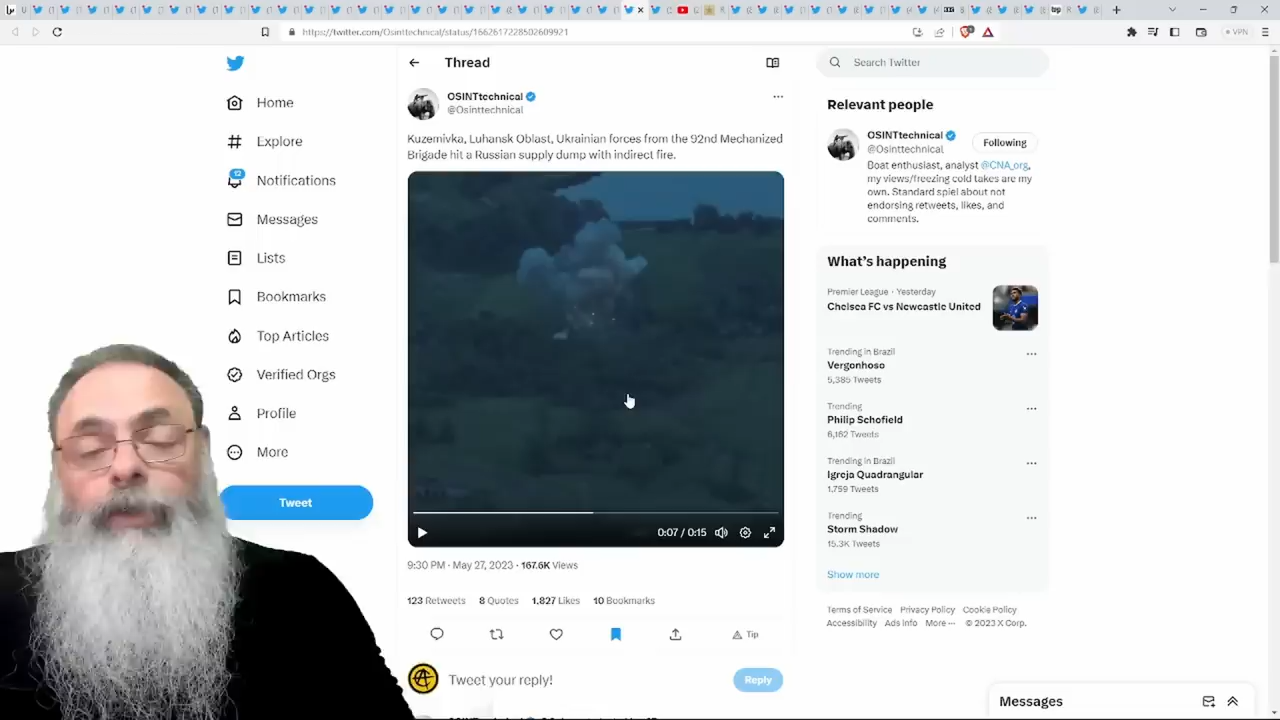 https://twitter.com/Osinttechnical/status/1662617228502609921
VPN
Home
Explore
12
Notifications
Messages
Lists
Bookmarks
Top Articles
Verified Orgs
Profile
More
Tweet
Thread
OSINTtechnical
@Osinttechnical
Kuzemivka, Luhansk Oblast, Ukrainian forces from the 92nd Mechanized
Brigade hit a Russian supply dump with indirect fire.
0:07 / 0:15
9:30 PM · May 27, 2023 · 167.6K Views
123 Retweets 8 Quotes 1,827 Likes 10 Bookmarks
Tip
Tweet your reply!
Reply
Search Twitter
Relevant people
OSINTtechnical
@Osinttechnical
Following
Boat enthusiast, analyst @CNA_org,
my views/freezing cold takes are my
own. Standard spiel about not
endorsing retweets, likes, and
comments.
What's happening
Premier League · Yesterday
Chelsea FC vs Newcastle United
Trending in Brazil
Vergonhoso
5,385 Tweets
Trending
Philip Schofield
6,162 Tweets
Trending in Brazil
Igreja Quadrangular
1,759 Tweets
Trending
Storm Shadow
15.3K Tweets
Show more
Terms of Service Privacy Policy Cookie Policy
Accessibility Ads info More ··· © 2023 X Corp.
Messages